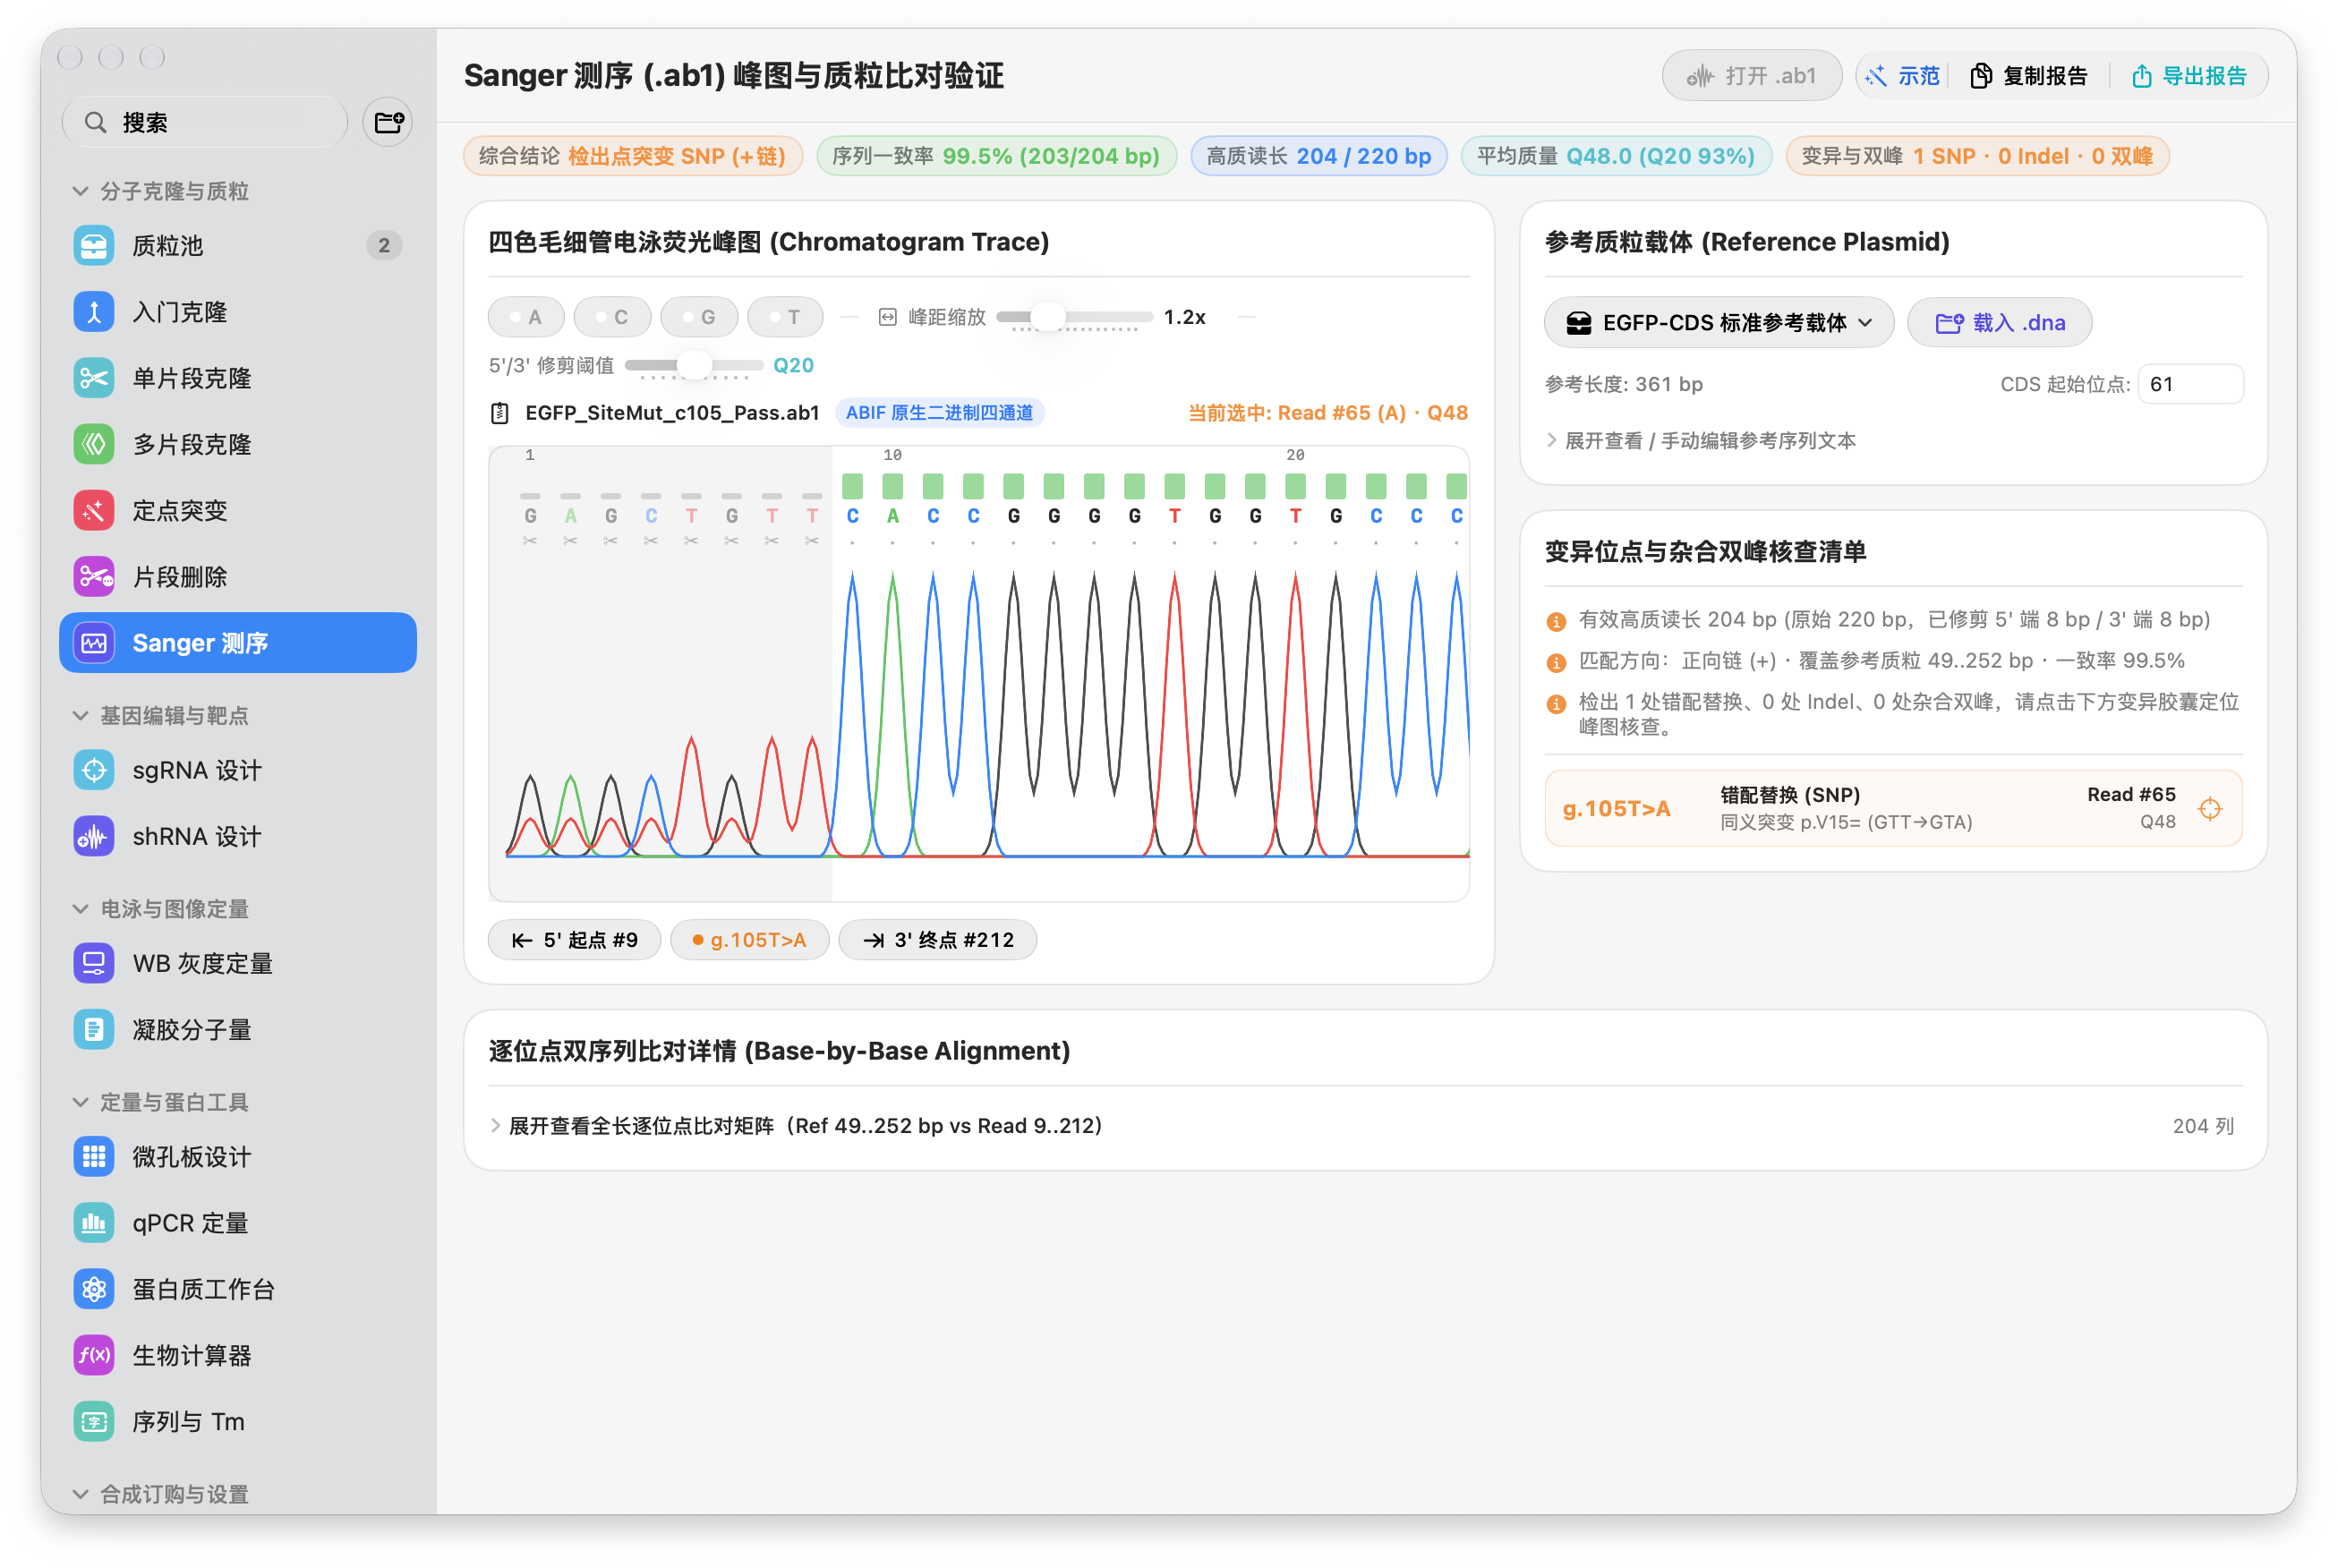 Sanger 测序 (.ab1) 峰图与质粒比对验证
打开 .ab1
示范
复制报告
导出报告
搜索
分子克隆与质粒
质粒池 2
入门克隆
单片段克隆
多片段克隆
定点突变
片段删除
Sanger 测序
基因编辑与靶点
sgRNA 设计
shRNA 设计
电泳与图像定量
WB 灰度定量
凝胶分子量
定量与蛋白工具
微孔板设计
qPCR 定量
f(x) 生物计算器
蛋白质工作台
字 序列与 Tm
合成订购与设置
综合结论 检出点突变 SNP (+链)
序列一致率 99.5% (203/204 bp)
高质读长 204 / 220 bp
平均质量 Q48.0 (Q20 93%)
变异与双峰 1 SNP · 0 Indel · 0 双峰
四色毛细管电泳荧光峰图 (Chromatogram Trace)
A C G T
峰距缩放 1.2x
5'/3' 修剪阈值 Q20
EGFP_SiteMut_c105_Pass.ab1 ABIF 原生二进制四通道 当前选中: Read #65 (A) · Q48
1 10 20
G A G C T G T T C A C C G G G G T G G T G C C C
5' 起点 #9 g.105T>A 3' 终点 #212
参考质粒载体 (Reference Plasmid)
EGFP-CDS 标准参考载体 载入 .dna
参考长度: 361 bp CDS 起始位点: 61
展开查看 / 手动编辑参考序列文本
变异位点与杂合双峰核查清单
有效高质读长 204 bp (原始 220 bp，已修剪 5' 端 8 bp / 3' 端 8 bp)
匹配方向：正向链 (+) · 覆盖参考质粒 49..252 bp · 一致率 99.5%
检出 1 处错配替换、0 处 Indel、0 处杂合双峰，请点击下方变异胶囊定位
峰图核查。
g.105T>A 错配替换 (SNP) Read #65
同义突变 p.V15= (GTT→GTA) Q48
逐位点双序列比对详情 (Base-by-Base Alignment)
展开查看全长逐位点比对矩阵（Ref 49..252 bp vs Read 9..212） 204 列